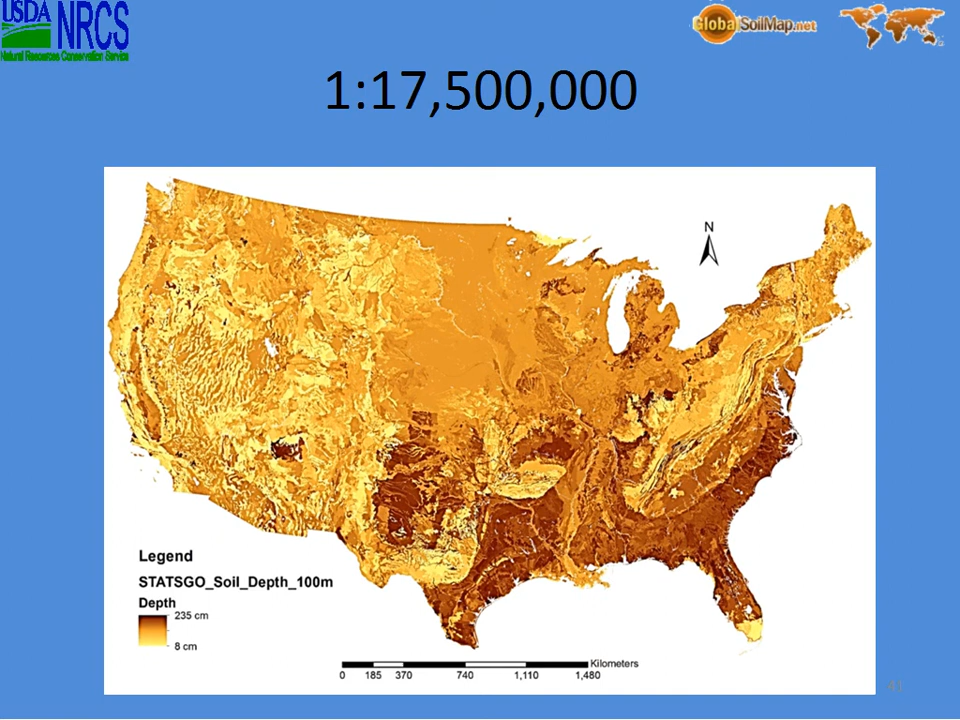 USDA
NRCS
Natural Resources Conservation Service
GlobalSoilMap.net
1:17,500,000
N
Legend
STATSGO_Soil_Depth_100m
Depth
235 cm
8 cm
Kilometers
0 185 370 740 1,110 1,480
41